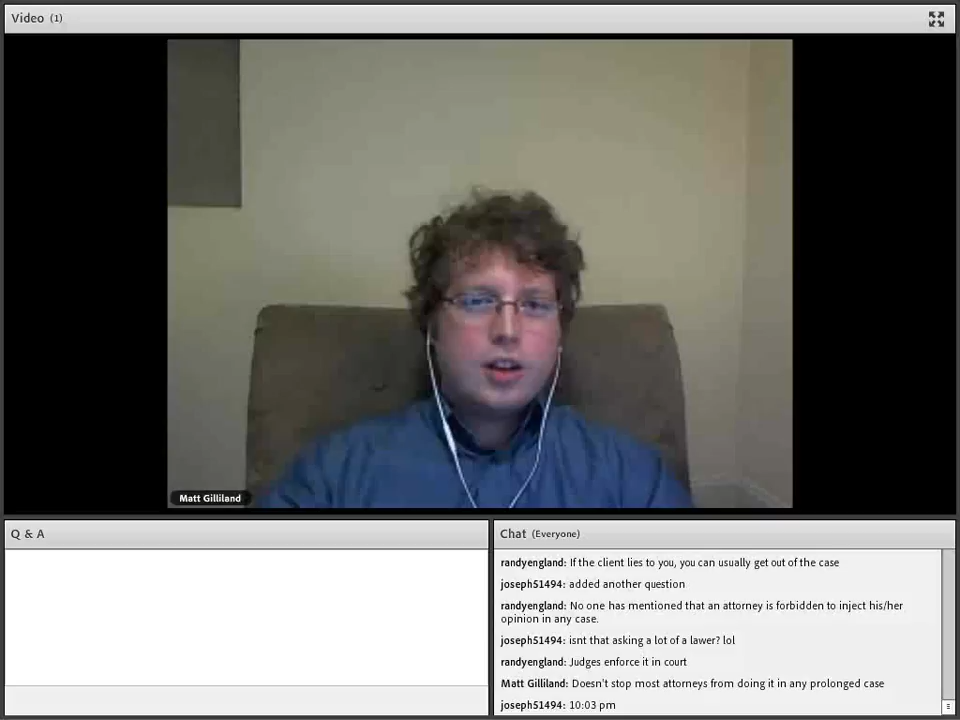 Video (1)
Matt Gilliland
Q & A
Chat (Everyone)
randyengland: If the client lies to you, you can usually get out of the case
joseph51494: added another question
randyengland: No one has mentioned that an attorney is forbidden to inject his/her
opinion in any case.
joseph51494: isnt that asking a lot of a lawer? lol
randyengland: Judges enforce it in court
Matt Gilliland: Doesn't stop most attorneys from doing it in any prolonged case
joseph51494: 10:03 pm